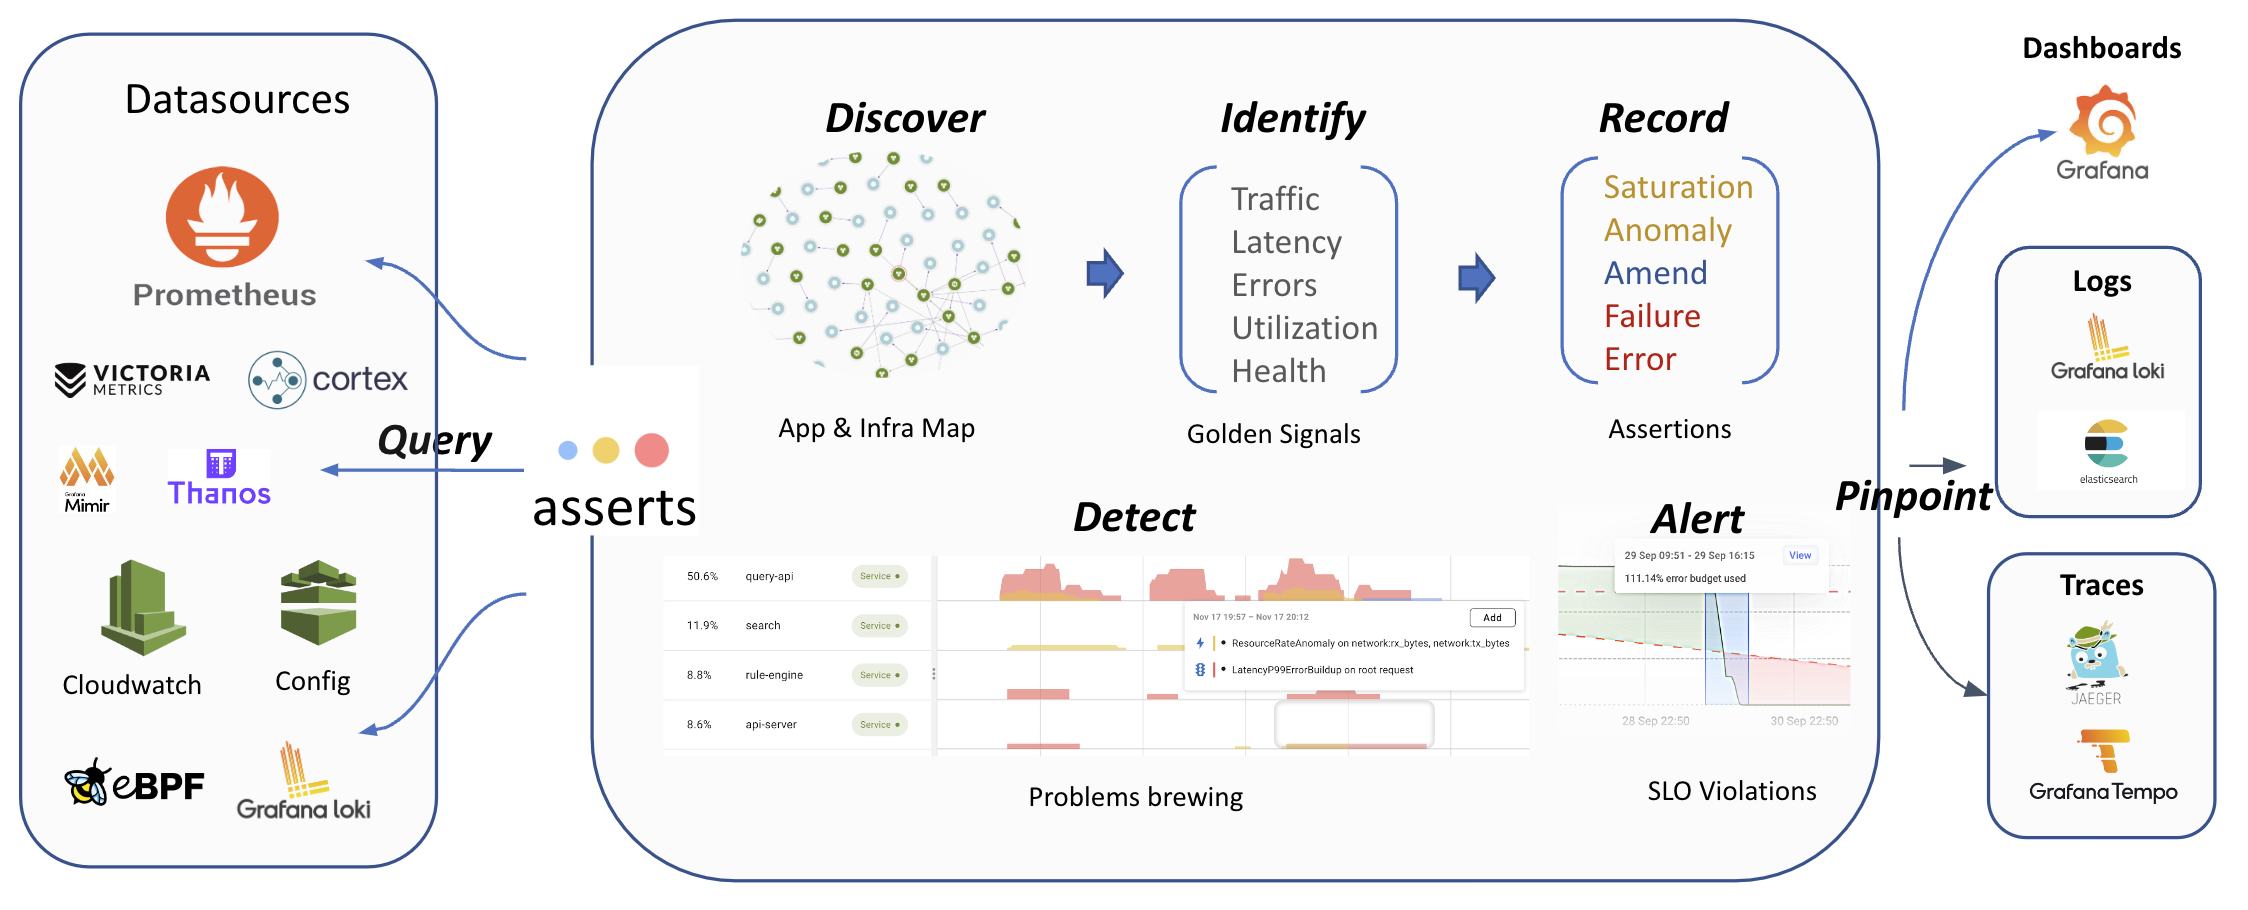 Datasources
Prometheus
VICTORIA
METRICS
cortex
Grafana
Mimir
Thanos
Cloudwatch
Config
eBPF
Grafana loki
Query
asserts
Discover
App & Infra Map
Identify
Traffic
Latency
Errors
Utilization
Health
Golden Signals
Record
Saturation
Anomaly
Amend
Failure
Error
Assertions
Detect
50.6% query-api Service
11.9% search Service
8.8% rule-engine Service
8.6% api-server Service
Nov 17 19:57 – Nov 17 20:12 Add
ResourceRateAnomaly on network:rx_bytes, network:tx_bytes
LatencyP99ErrorBuildup on root request
Problems brewing
Alert
29 Sep 09:51 - 29 Sep 16:15 View
111.14% error budget used
28 Sep 22:50 30 Sep 22:50
SLO Violations
Pinpoint
Dashboards
Grafana
Logs
Grafana loki
elasticsearch
Traces
JAEGER
Grafana Tempo